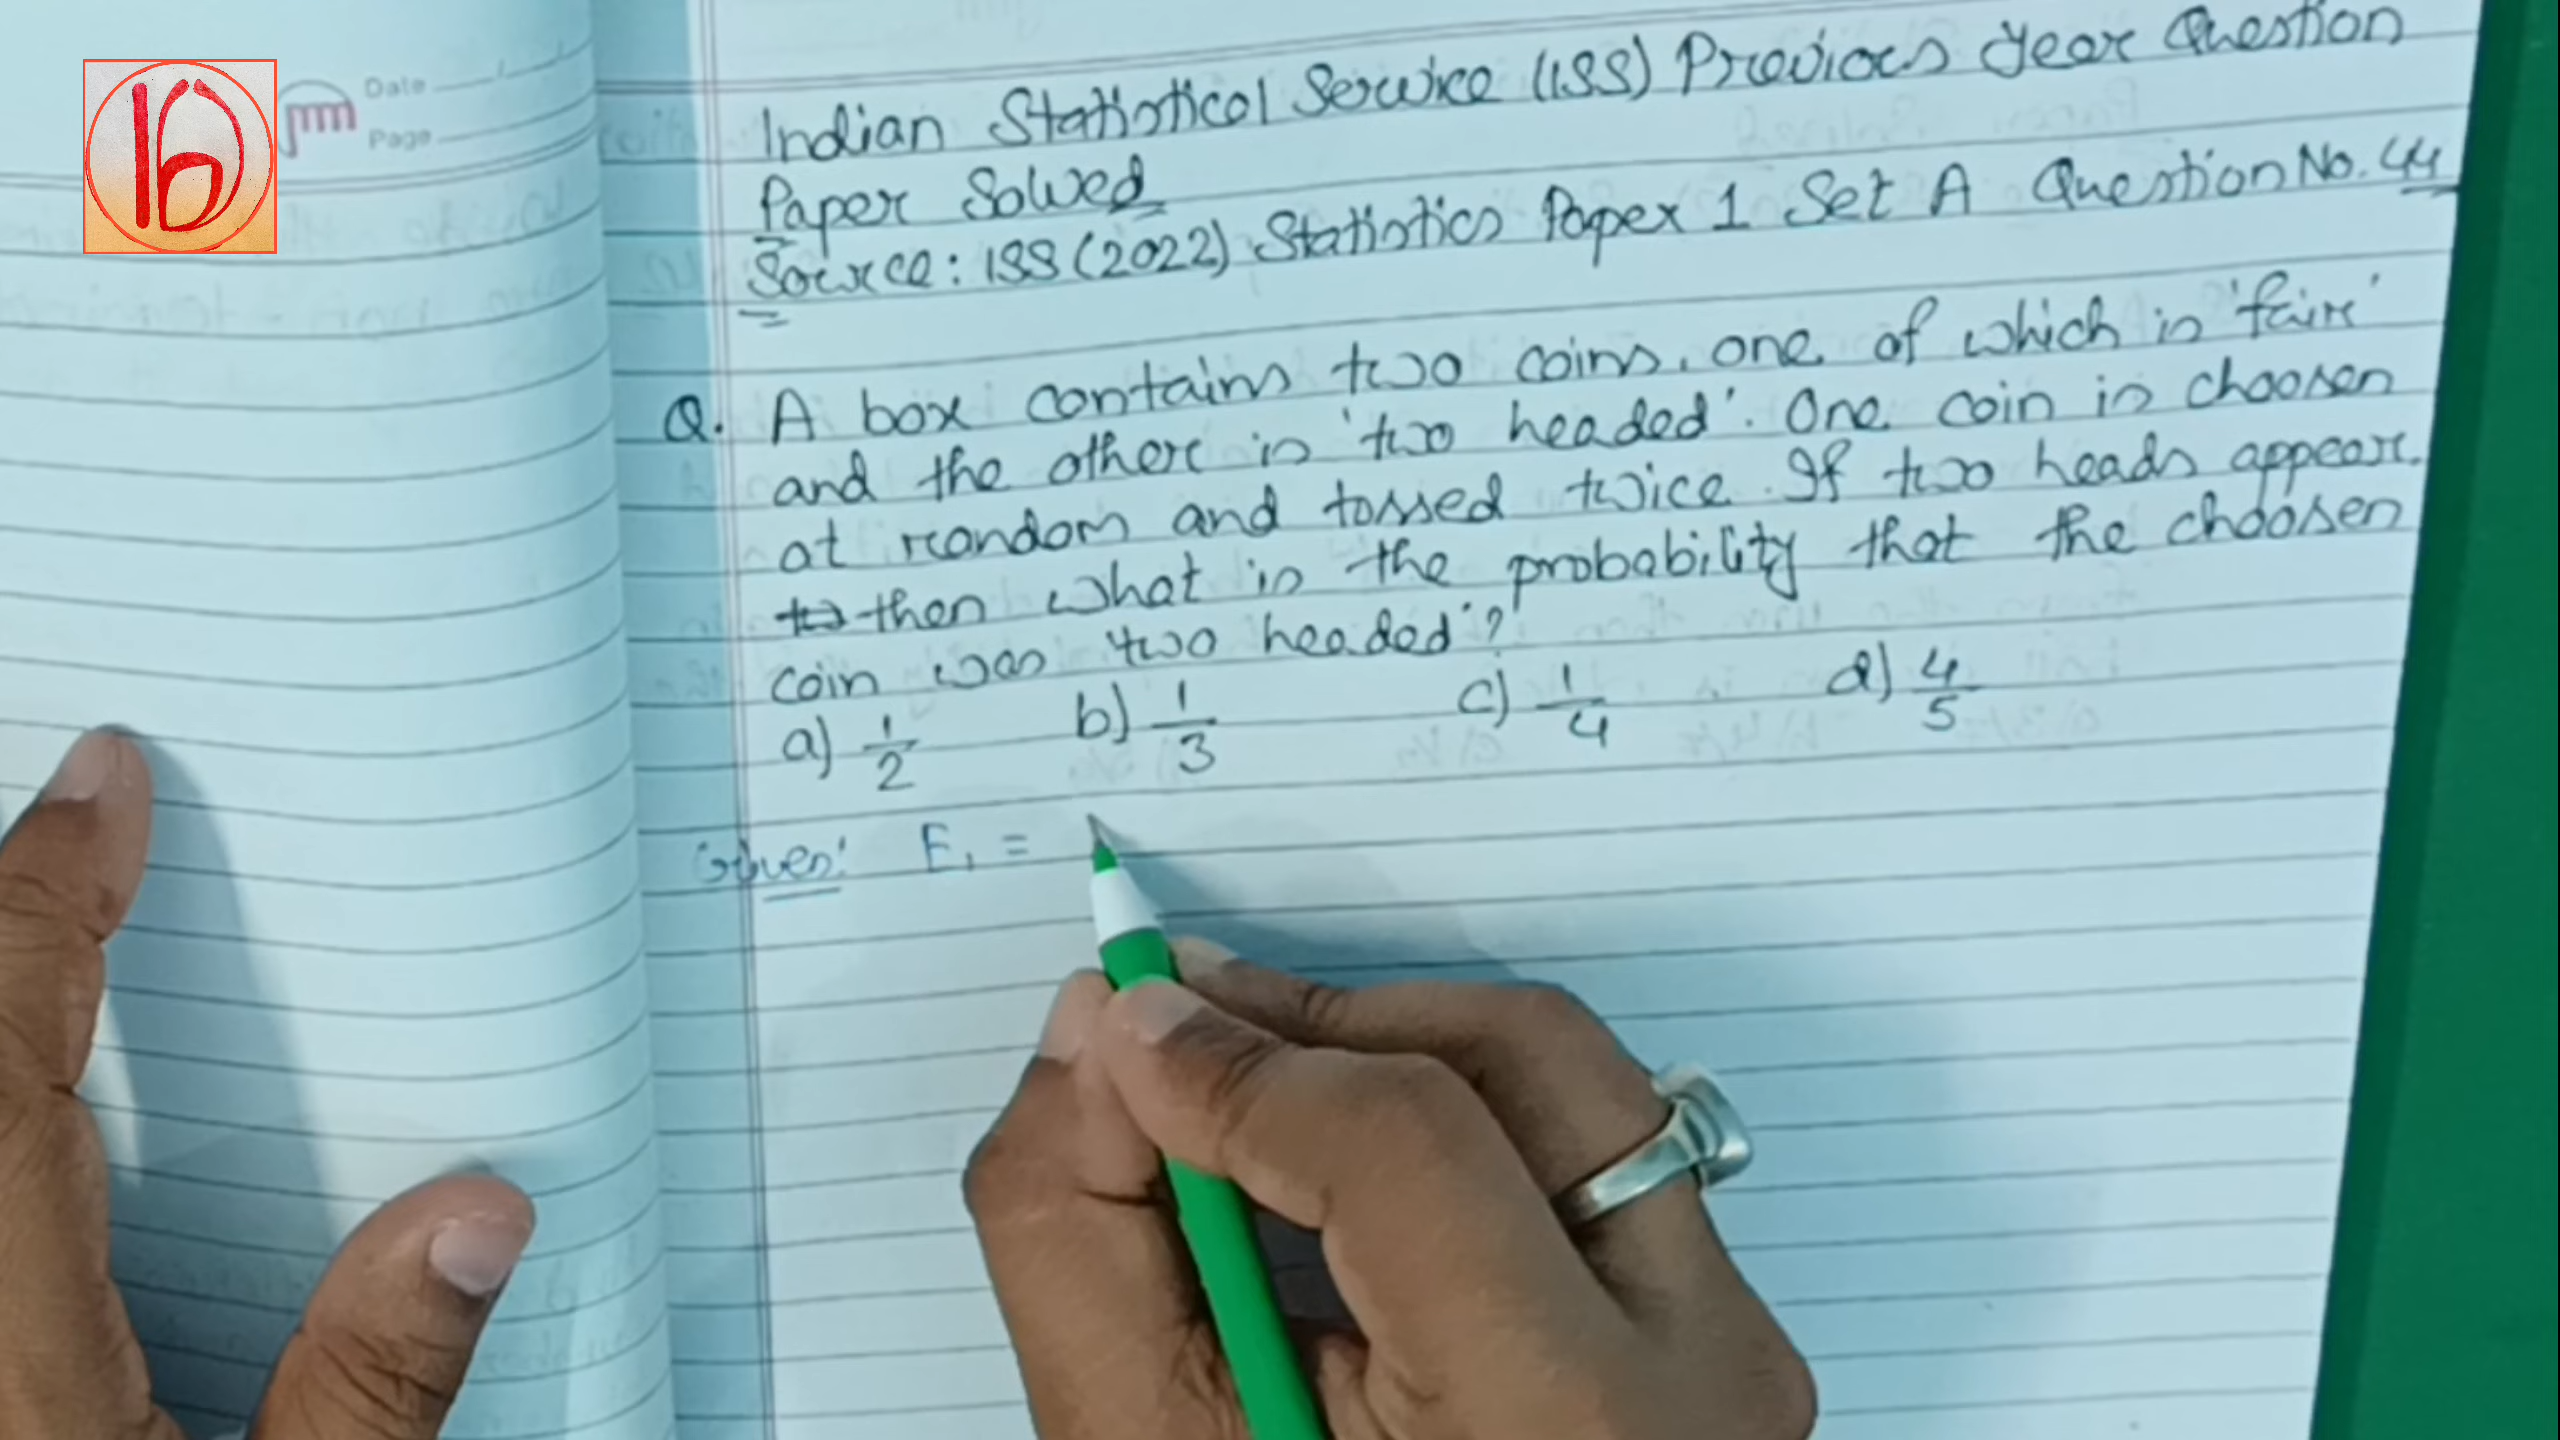 Date
Page
Indian Statistical Service (ISS) Previous Year Question
Paper Solved
Source: ISS (2022) Statistics Paper 1 Set A Question No. 44
Q. A box contains two coins, one of which is 'fair'
and the other is 'two headed'. One coin is choosen
at random and tossed twice. If two heads appear.
then what is the probability that the choosen
coin was 'two headed'?
a) 1/2 b) 1/3 c) 1/4 d) 4/5
Given: E₁ =